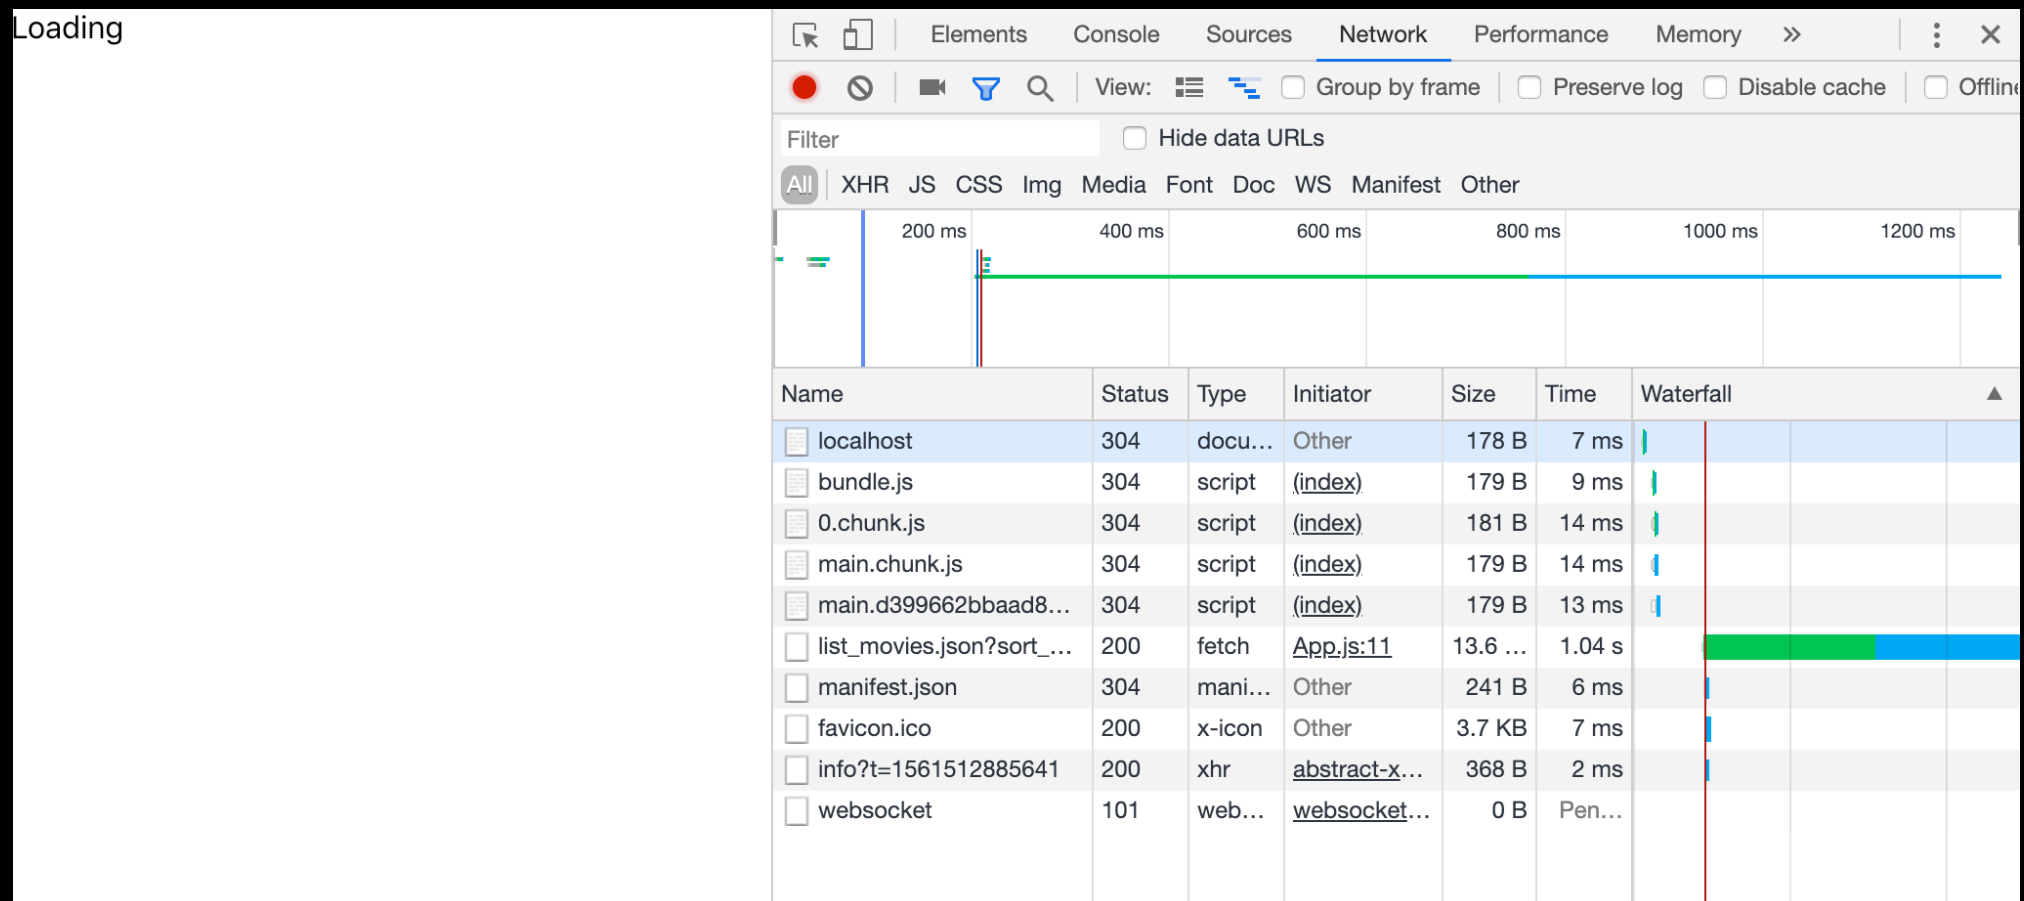 Loading
Elements Console Sources Network Performance Memory »
View: Group by frame Preserve log Disable cache Offline
Filter Hide data URLs
All XHR JS CSS Img Media Font Doc WS Manifest Other
200 ms 400 ms 600 ms 800 ms 1000 ms 1200 ms
Name Status Type Initiator Size Time Waterfall ▲
localhost 304 docu... Other 178 B 7 ms
bundle.js 304 script (index) 179 B 9 ms
0.chunk.js 304 script (index) 181 B 14 ms
main.chunk.js 304 script (index) 179 B 14 ms
main.d399662bbaad8... 304 script (index) 179 B 13 ms
list_movies.json?sort_... 200 fetch App.js:11 13.6 ... 1.04 s
manifest.json 304 mani... Other 241 B 6 ms
favicon.ico 200 x-icon Other 3.7 KB 7 ms
info?t=1561512885641 200 xhr abstract-x... 368 B 2 ms
websocket 101 web... websocket... 0 B Pen...